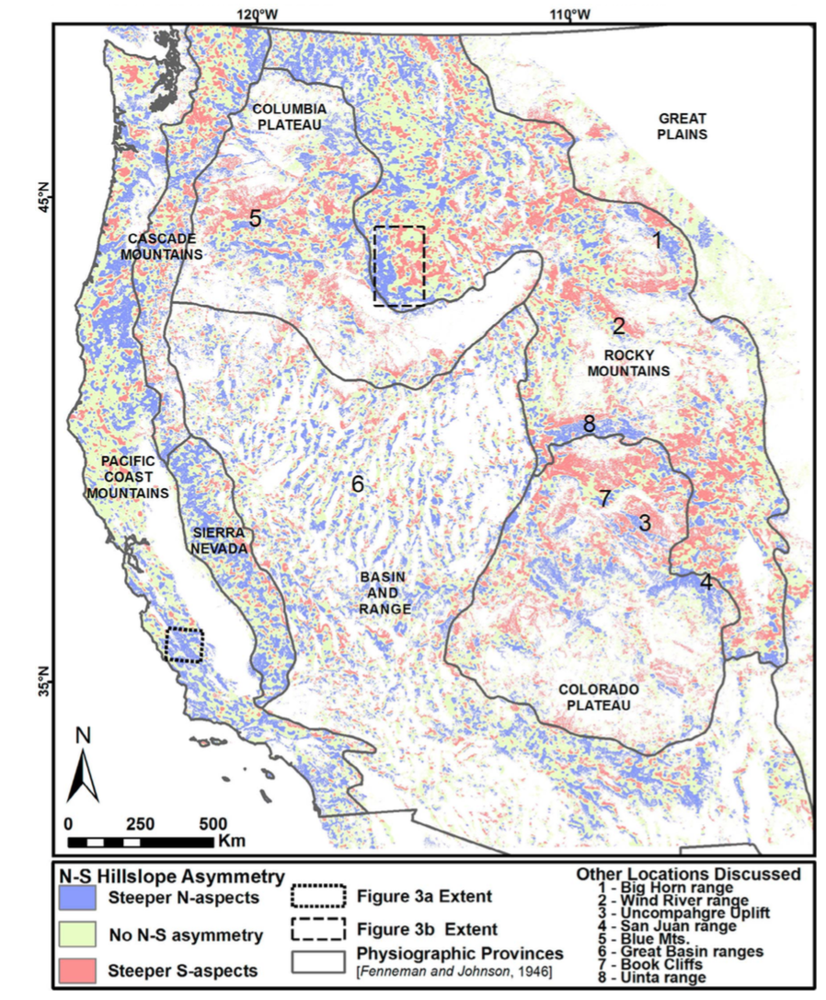 120°W
110°W
COLUMBIA
PLATEAU
GREAT
PLAINS
45°N
5
1
CASCADE
MOUNTAINS
2
ROCKY
MOUNTAINS
8
PACIFIC
COAST
MOUNTAINS
6
7
3
SIERRA
NEVADA
BASIN
AND
RANGE
4
35°N
COLORADO
PLATEAU
N
0 250 500
Km
N-S Hillslope Asymmetry
Steeper N-aspects
No N-S asymmetry
Steeper S-aspects
Figure 3a Extent
Figure 3b Extent
Physiographic Provinces
[Fenneman and Johnson, 1946]
Other Locations Discussed
1 - Big Horn range
2 - Wind River range
3 - Uncompahgre Uplift
4 - San Juan range
5 - Blue Mts.
6 - Great Basin ranges
7 - Book Cliffs
8 - Uinta range